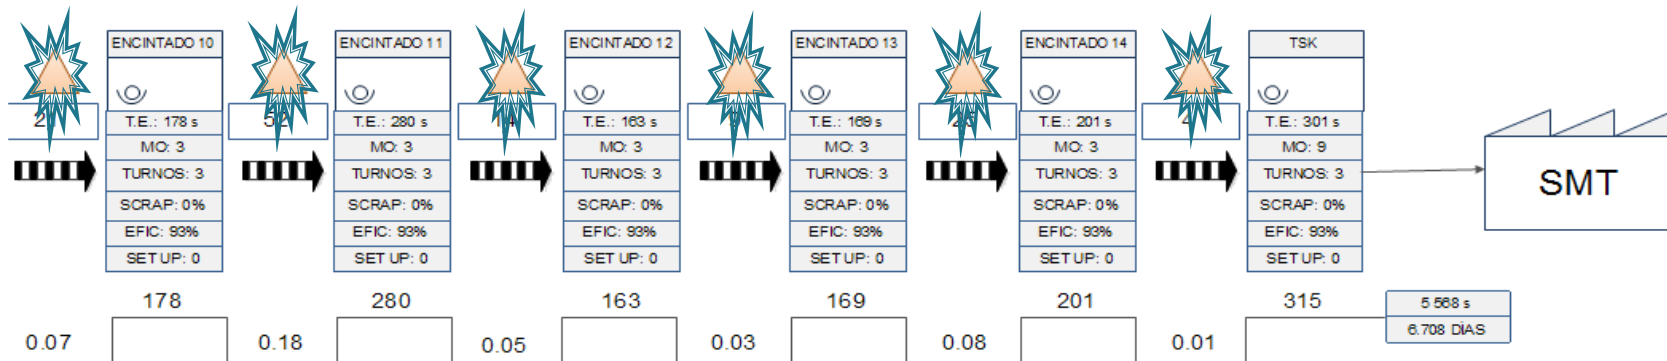 ENCINTADO 10
T.E.: 178 s
MO: 3
TURNOS: 3
SCRAP: 0%
EFIC: 93%
SET UP: 0
ENCINTADO 11
T.E.: 280 s
MO: 3
TURNOS: 3
SCRAP: 0%
EFIC: 93%
SET UP: 0
ENCINTADO 12
T.E.: 163 s
MO: 3
TURNOS: 3
SCRAP: 0%
EFIC: 93%
SET UP: 0
ENCINTADO 13
T.E.: 169 s
MO: 3
TURNOS: 3
SCRAP: 0%
EFIC: 93%
SET UP: 0
ENCINTADO 14
T.E.: 201 s
MO: 3
TURNOS: 3
SCRAP: 0%
EFIC: 93%
SET UP: 0
TSK
T.E.: 301 s
MO: 9
TURNOS: 3
SCRAP: 0%
EFIC: 93%
SET UP: 0
SMT
178
280
163
169
201
315
5 568 s
6.708 DÍAS
0.07
0.18
0.05
0.03
0.08
0.01